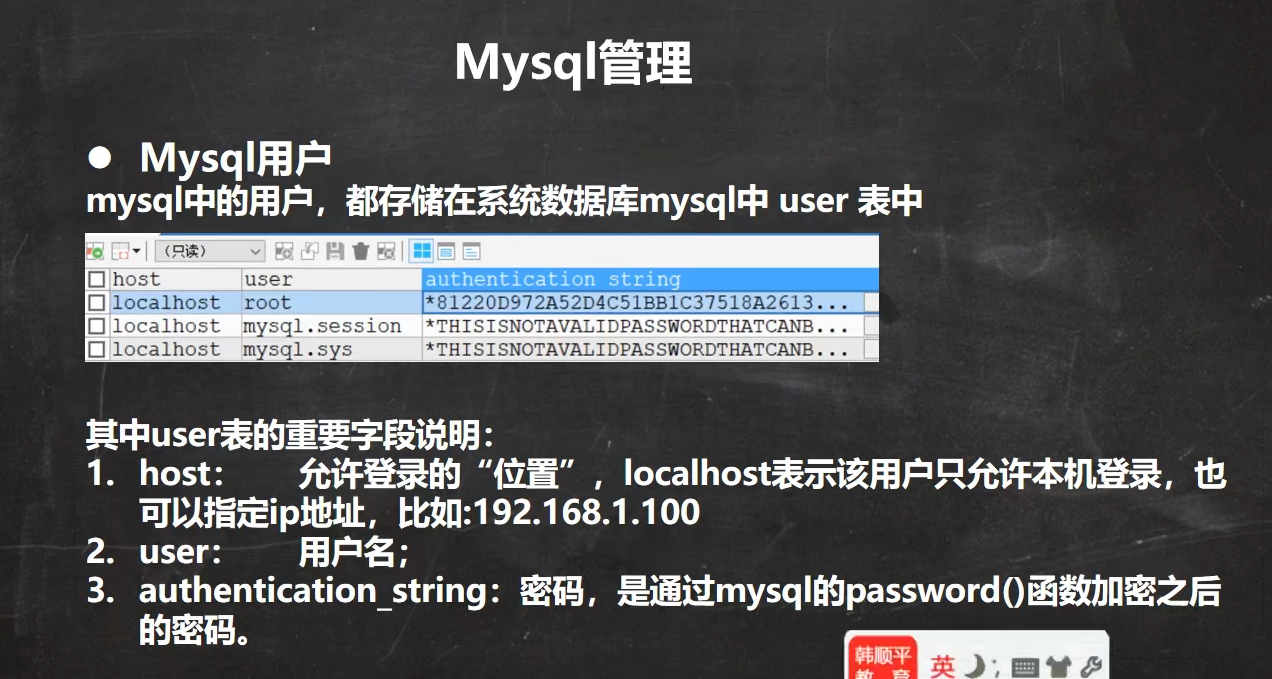 Mysql管理
● Mysql用户
mysql中的用户，都存储在系统数据库mysql中 user 表中
（只读）
host user authentication_string
localhost root *81220D972A52D4C51BB1C37518A2613...
localhost mysql.session *THISISNOTAVALIDPASSWORDTHATCANB...
localhost mysql.sys *THISISNOTAVALIDPASSWORDTHATCANB...
其中user表的重要字段说明：
1. host： 允许登录的“位置”，localhost表示该用户只允许本机登录，也
可以指定ip地址，比如:192.168.1.100
2. user： 用户名；
3. authentication_string：密码，是通过mysql的password()函数加密之后
的密码。
韩顺平
教育
英